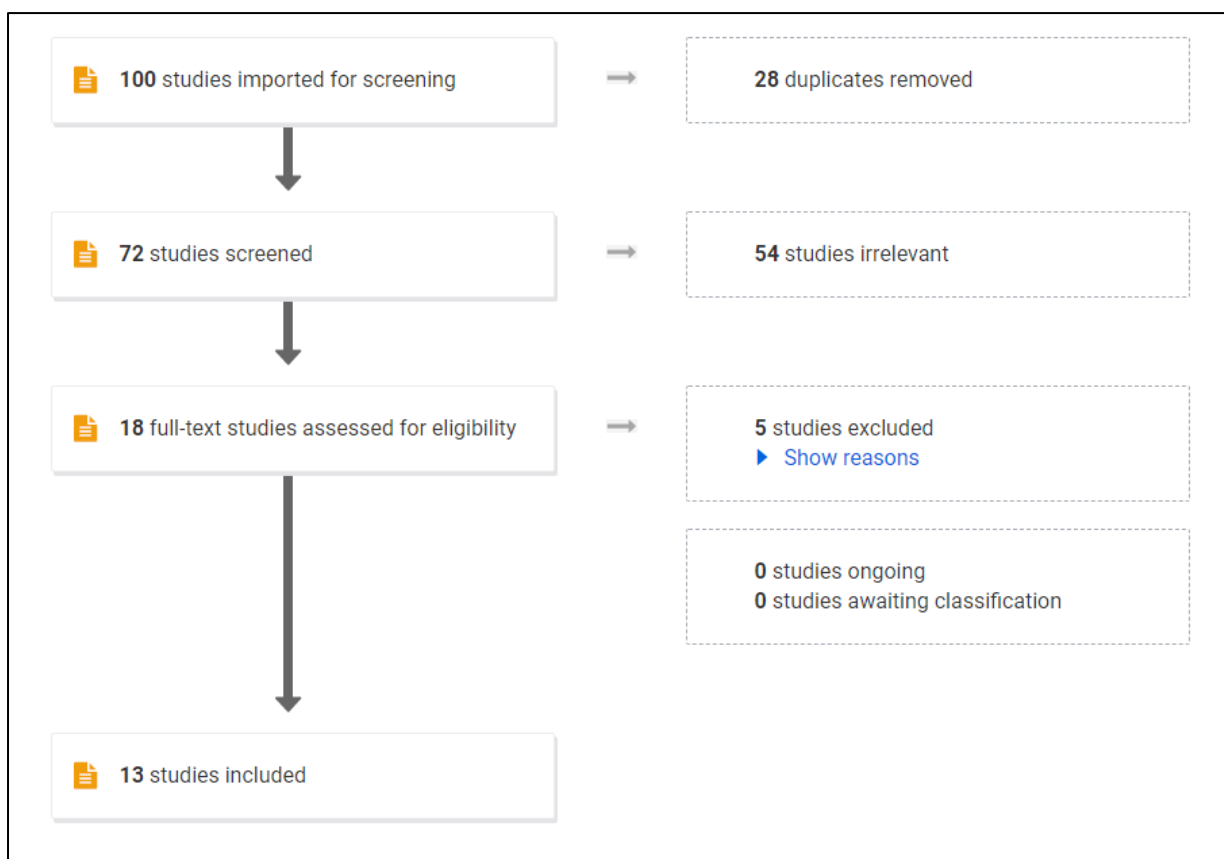 100 studies imported for screening
28 duplicates removed
72 studies screened
54 studies irrelevant
18 full-text studies assessed for eligibility
5 studies excluded
Show reasons
0 studies ongoing
0 studies awaiting classification
13 studies included